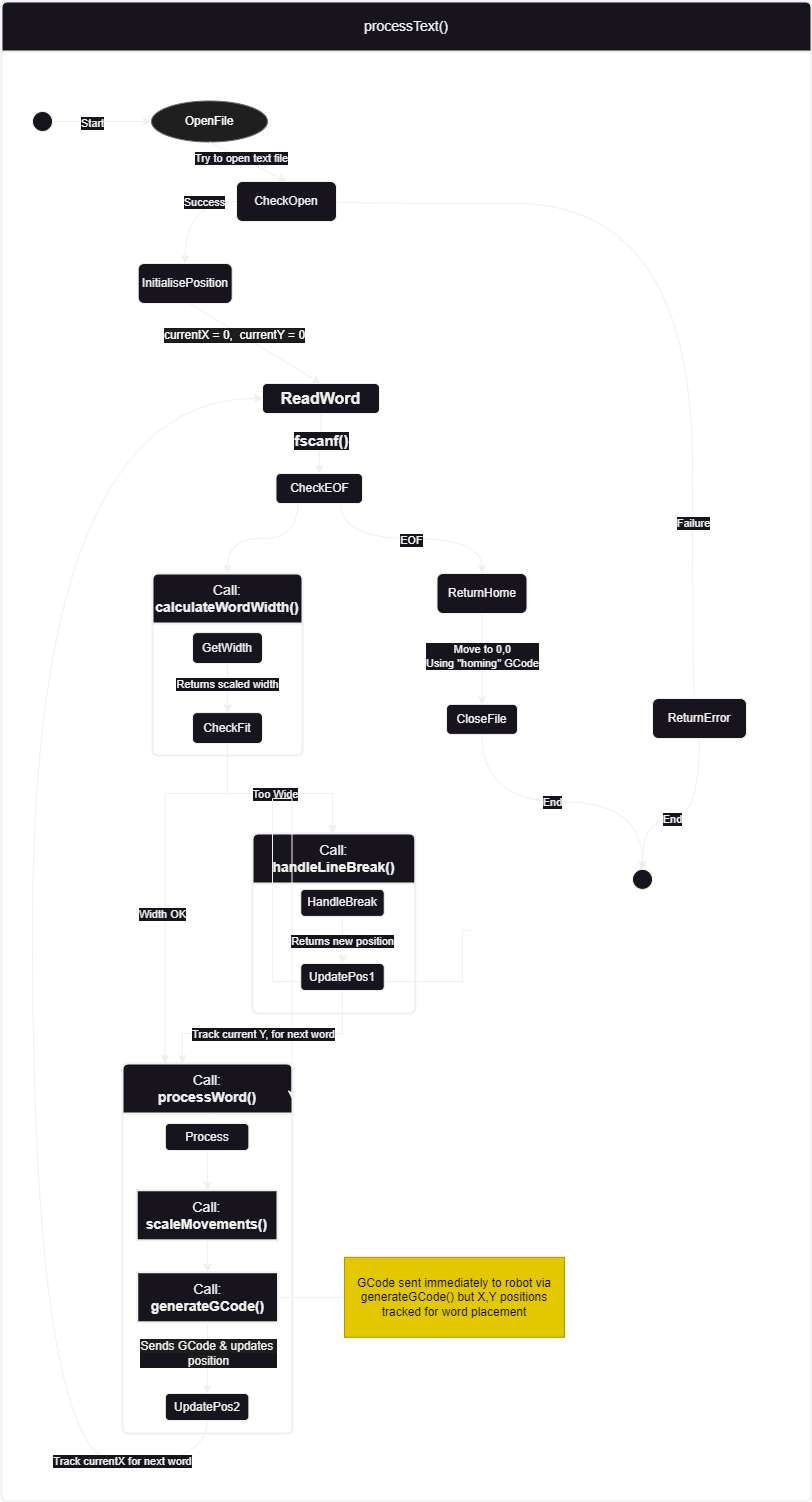 processText()
Start
OpenFile
Try to open text file
Success
CheckOpen
InitialisePosition
currentX = 0,  currentY = 0
ReadWord
fscanf()
CheckEOF
Failure
EOF
Call:
calculateWordWidth()
ReturnHome
GetWidth
Move to 0,0
Using "homing" GCode
Returns scaled width
CheckFit
CloseFile
ReturnError
Too Wide
End
End
Call:
handleLineBreak()
HandleBreak
Width OK
Returns new position
UpdatePos1
Track current Y, for next word
Call:
processWord()
Process
Call:
scaleMovements()
Call:
generateGCode()
GCode sent immediately to robot via
generateGCode() but X,Y positions
tracked for word placement
Sends GCode & updates
position
UpdatePos2
Track currentX for next word